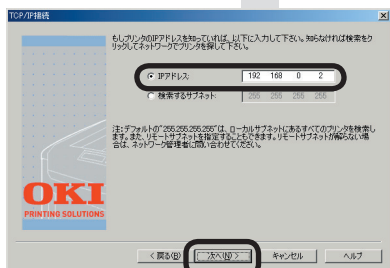 TCP/IP接続
もしプリンタのIPアドレスを知っていれば、以下に入力して下さい。知らなければ検索をク
リックしてネットワークでプリンタを探して下さい。
IPアドレス: 192 168 0 2
検索するサブネット: 255 255 255 255
注:デフォルトの"255.255.255.255"は、ローカルサブネットにあるすべてのプリンタを検索し
ます。また、リモートサブネットを指定することもできます。リモートサブネットが解らない場
合は、ネットワーク管理者に問い合わせてください。
OKI
PRINTING SOLUTIONS
< 戻る(B) 次へ(N) > キャンセル ヘルプ